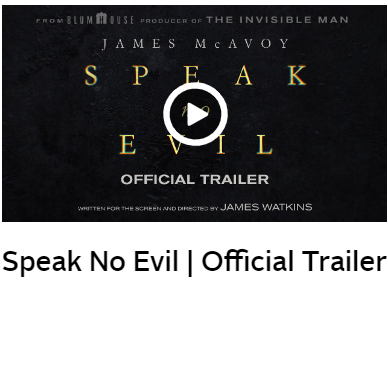 FROM BLUMHOUSE PRODUCER OF THE INVISIBLE MAN
JAMES McAVOY
SPEAK
NO
EVIL
OFFICIAL TRAILER
WRITTEN FOR THE SCREEN AND DIRECTED BY JAMES WATKINS
Speak No Evil | Official Trailer